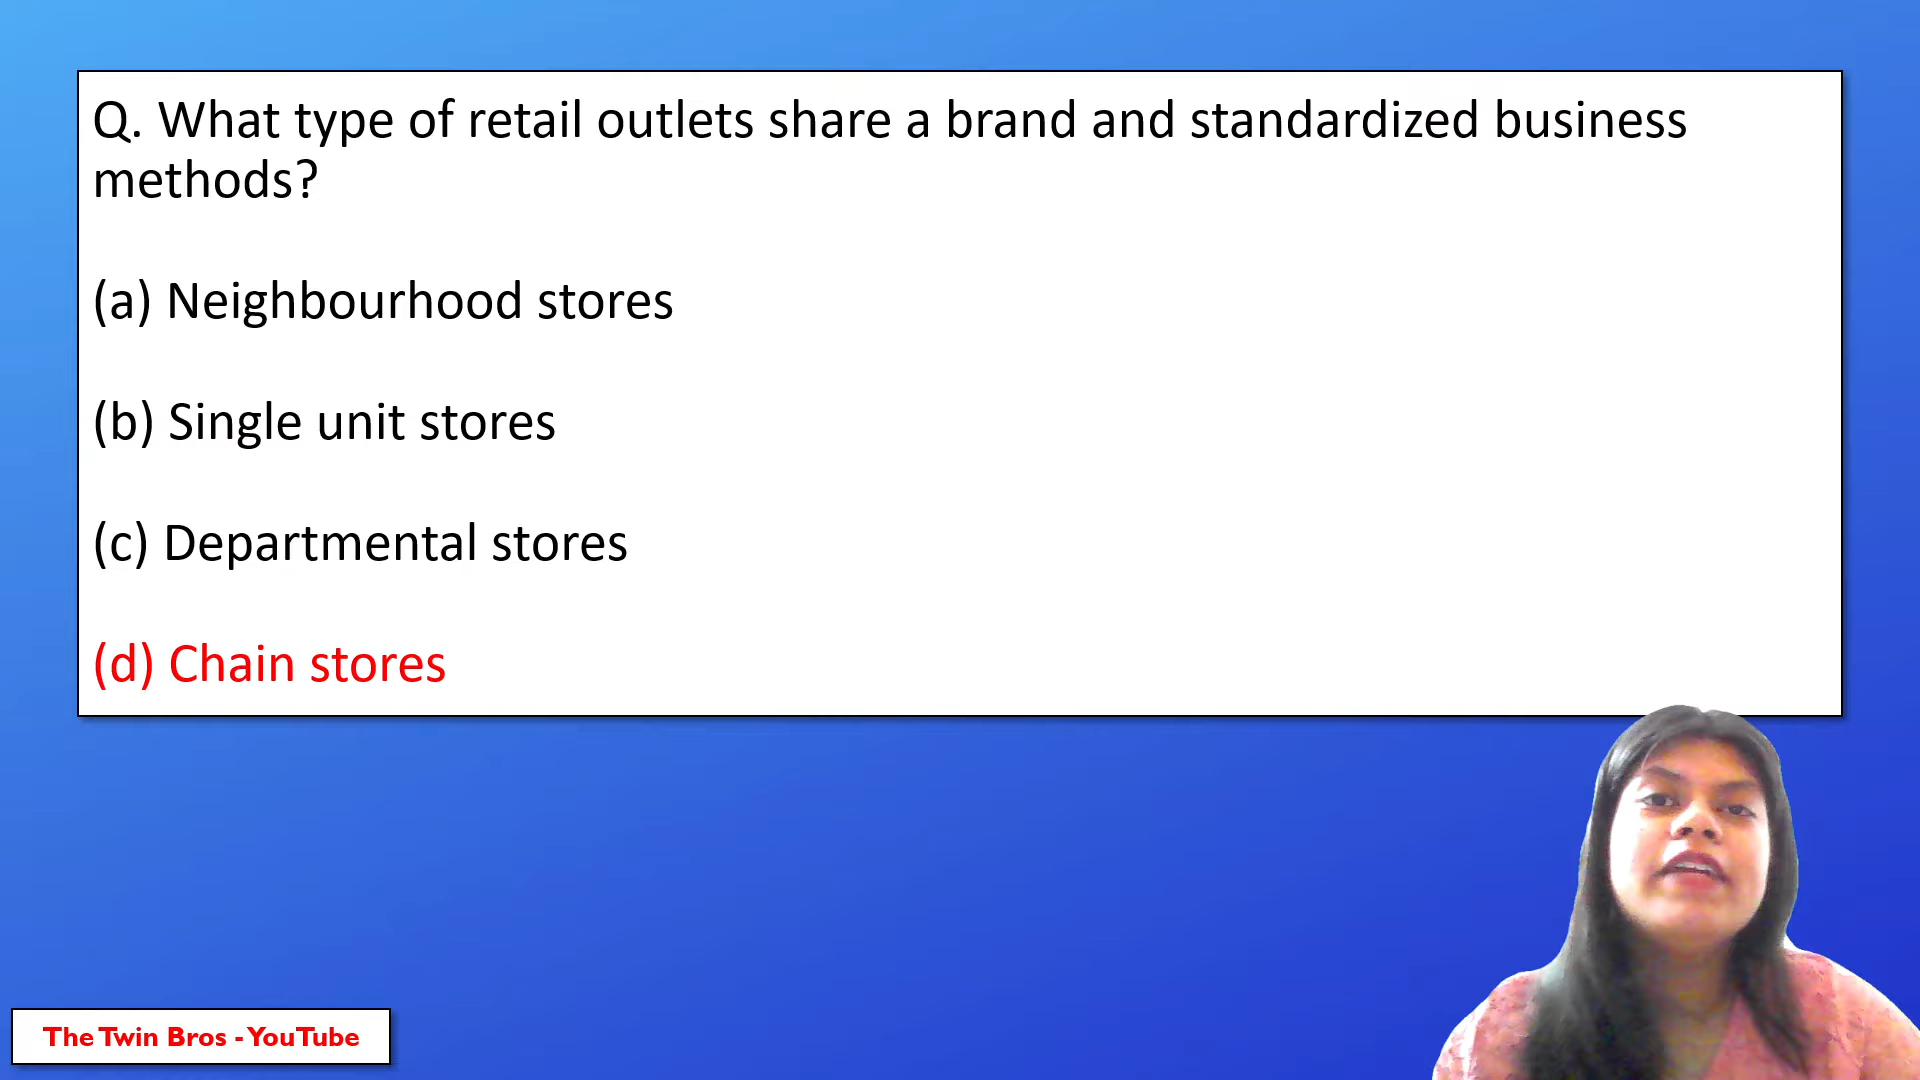 Q. What type of retail outlets share a brand and standardized business
methods?
(a) Neighbourhood stores
(b) Single unit stores
(c) Departmental stores
(d) Chain stores
The Twin Bros - YouTube